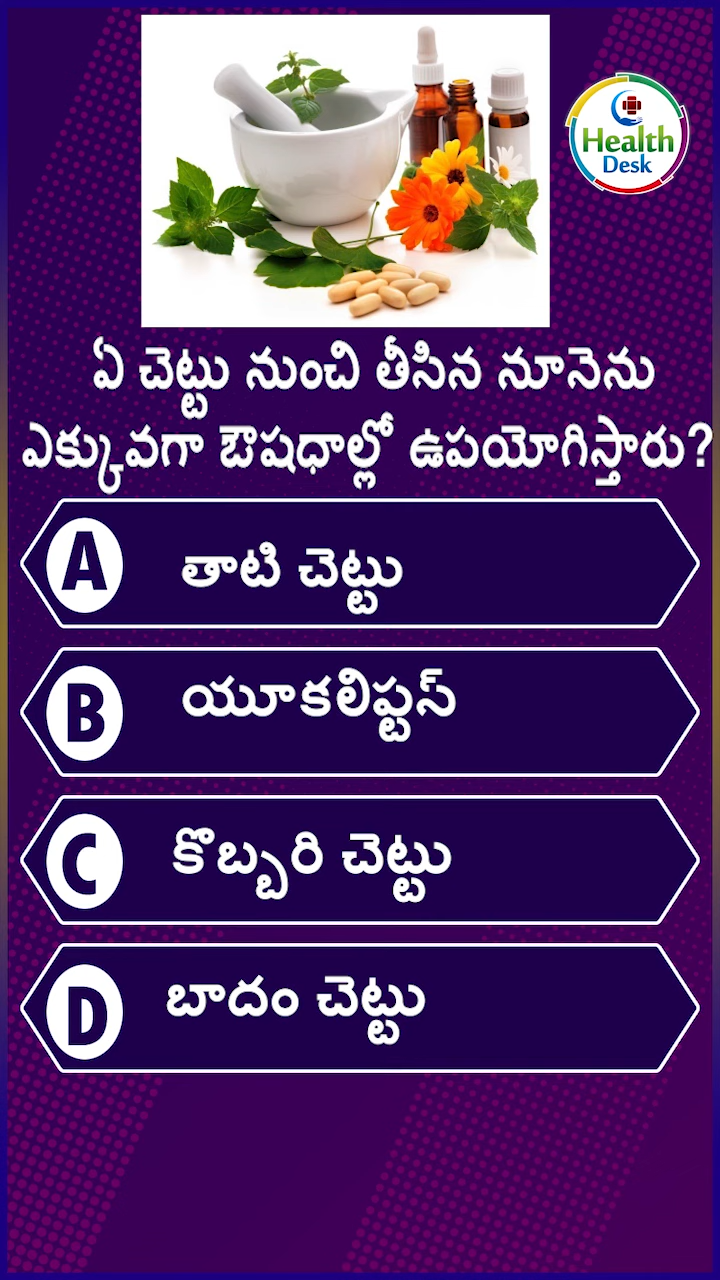 Health
Desk
ఏ చెట్టు నుంచి తీసిన నూనెను
ఎక్కువగా ఔషధాల్లో ఉపయోగిస్తారు?
A తాటి చెట్టు
B యూకలిప్టస్
C కొబ్బరి చెట్టు
D బాదం చెట్టు